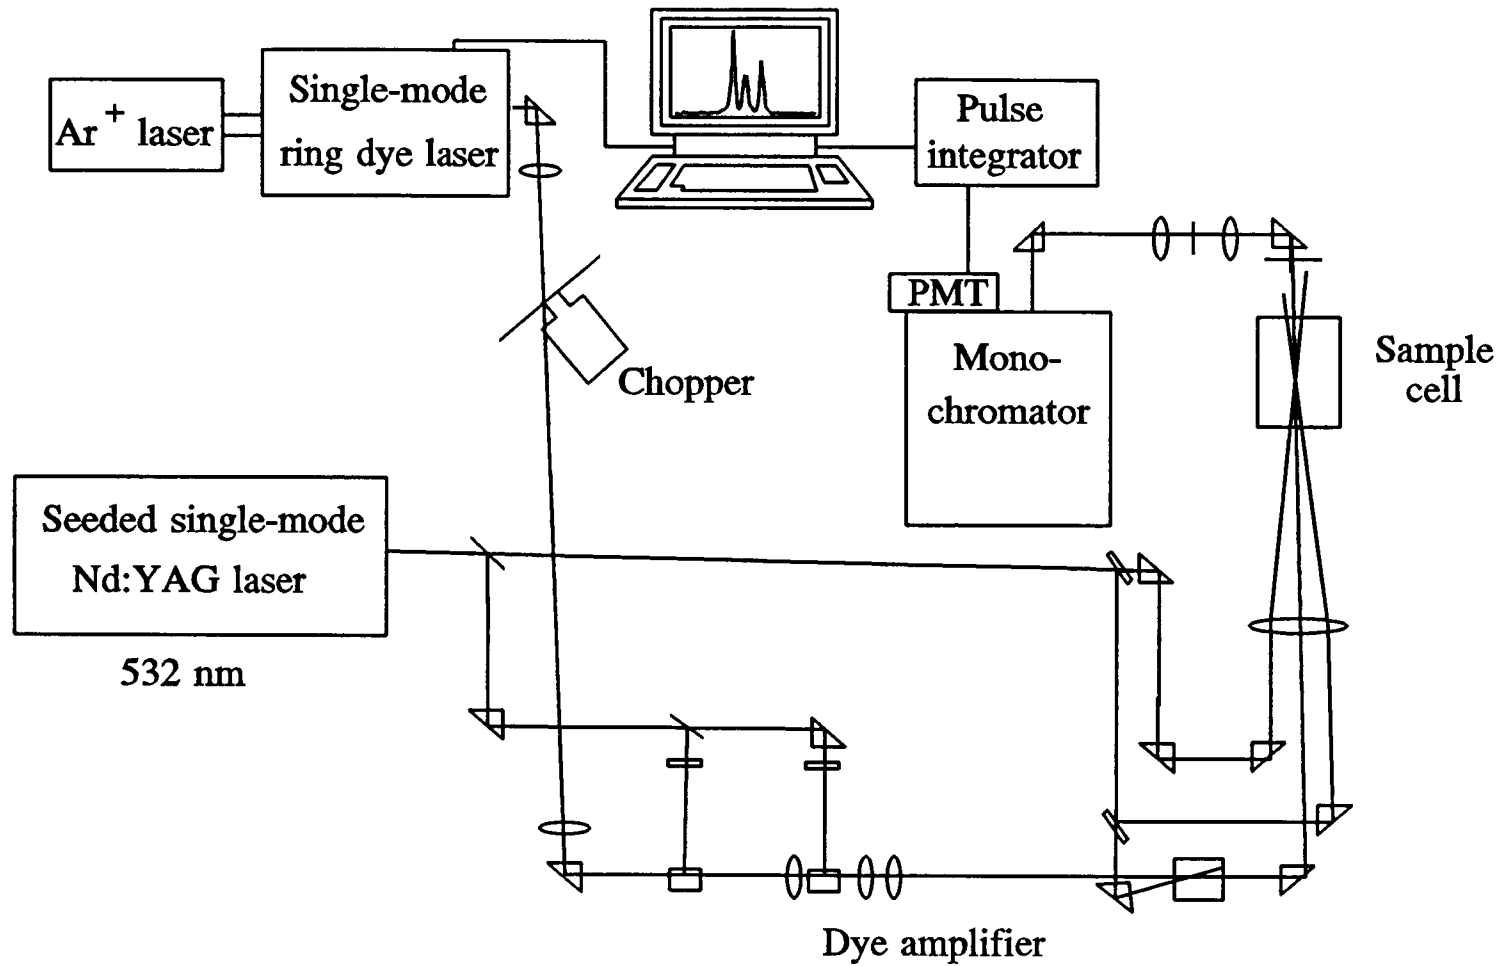 Ar+ laser
Single-mode
ring dye laser
Pulse
integrator
PMT
Mono-
chromator
Sample
cell
Chopper
Seeded single-mode
Nd:YAG laser
532 nm
Dye amplifier